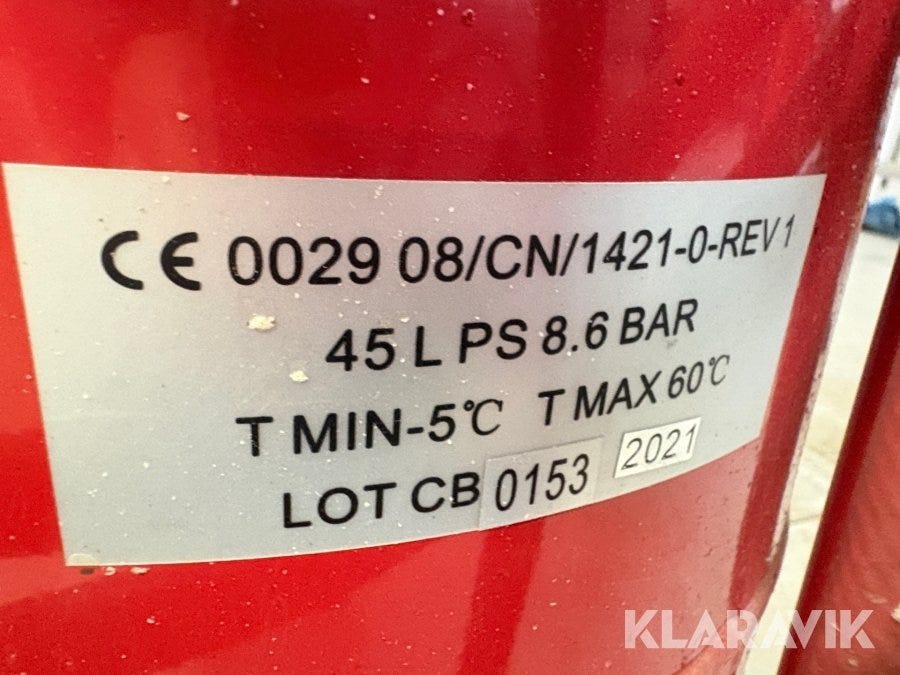 CE 0029 08/CN/1421-0-REV 1
45 L PS 8.6 BAR
T MIN-5℃ T MAX 60℃
LOT CB 0153 2021
KLARAVIK